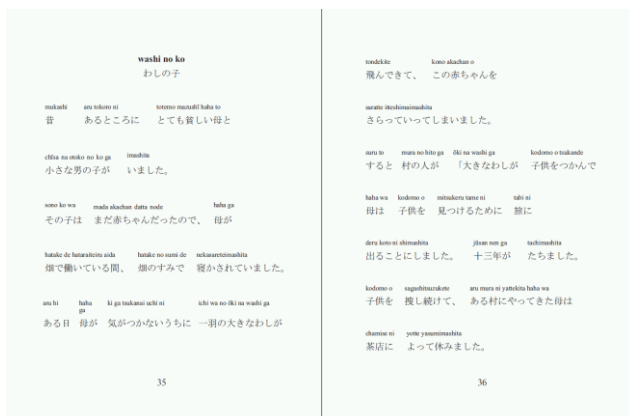 washi no ko
わしの子
mukashi aru tokoro ni totemo mazushii haha to
昔 あるところに とても貧しい母と
chīsa na otoko no ko ga imashita
小さな男の子が いました。
sono ko wa mada akachan datta node haha ga
その子は まだ赤ちゃんだったので、 母が
hatake de hataraiteiru aida hatake no sumi de nekasareteimashita
畑で働いている間、 畑のすみで 寝かされていました。
aru hi haha ga ki ga tsukanai uchi ni ichi wa no ōki na washi ga
ある日 母が 気がつかないうちに 一羽の大きなわしが
35
tondekite kono akachan o
飛んできて、 この赤ちゃんを
saratte itteshimaimashita
さらっていってしまいました。
suru to mura no hito ga ōki na washi ga kodomo o tsukande
すると 村の人が 「大きなわしが 子供をつかんで
haha wa kodomo o mitsukeru tame ni tabi ni
母は 子供を 見つけるために 旅に
deru koto ni shimashita jūsan nen ga tachimashita
出ることにしました。 十三年が たちました。
kodomo o sagashitsuzukete aru mura ni yattekita haha wa
子供を 捜し続けて、 ある村にやってきた母は
chamise ni yotte yasumimashita
茶店に よって休みました。
36